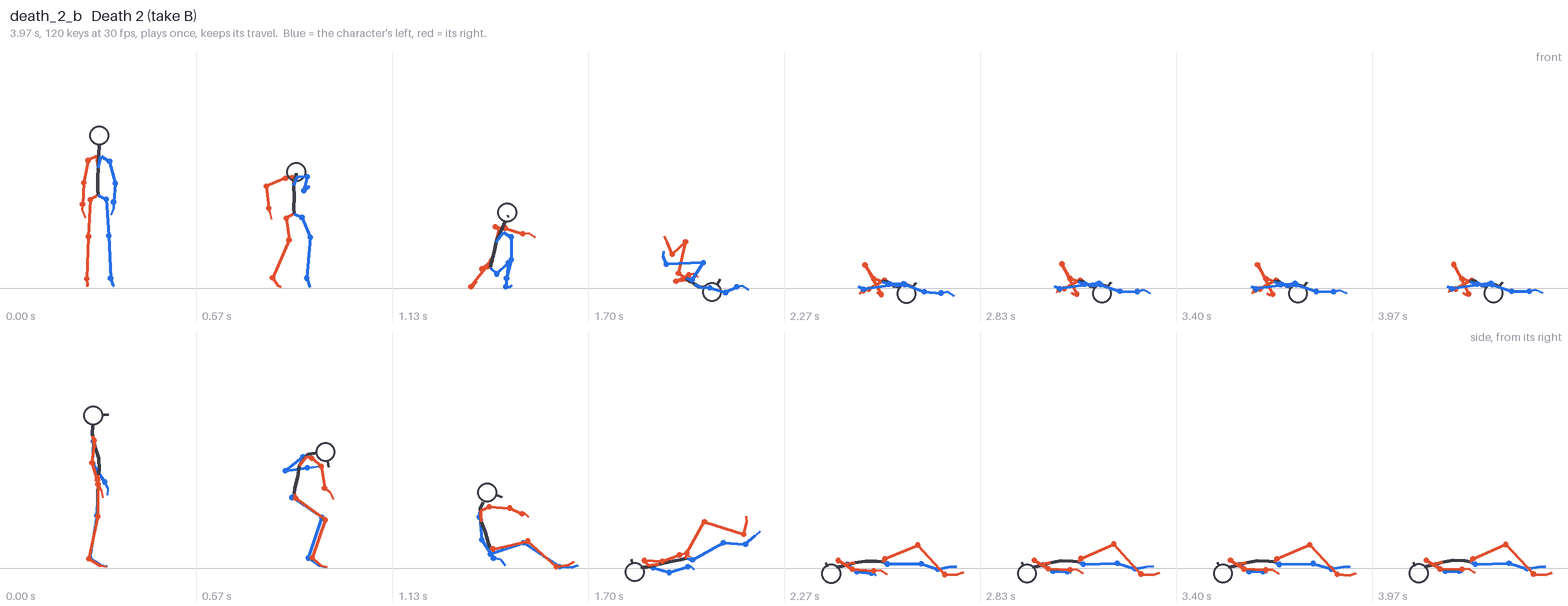 death_2_b Death 2 (take B)
3.97 s, 120 keys at 30 fps, plays once, keeps its travel. Blue = the character's left, red = its right.
front
0.00 s 0.57 s 1.13 s 1.70 s 2.27 s 2.83 s 3.40 s 3.97 s
side, from its right
0.00 s 0.57 s 1.13 s 1.70 s 2.27 s 2.83 s 3.40 s 3.97 s